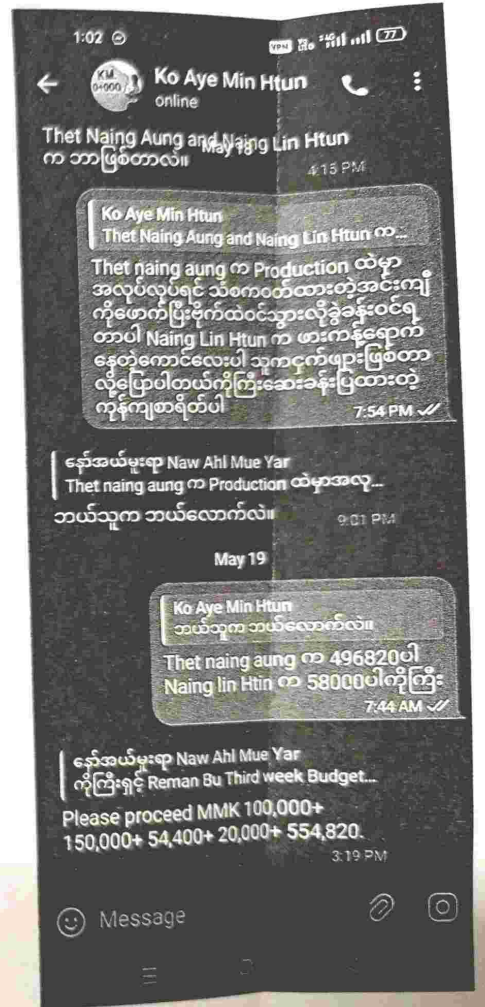 1:02
VPN
77
KM
0+000
Ko Aye Min Htun
online
Thet Naing Aung and Naing Lin Htun
May 18
က ဘာဖြစ်တာလဲ။
4:15 PM
Ko Aye Min Htun
Thet Naing Aung and Naing Lin Htun က...
Thet naing aung က Production ထဲမှာ
အလုပ်လုပ်ရင် သံစကဝတ်ထားတဲ့အင်းကျီ
ကိုဖောက်ပြီးဗိုက်ထဲဝင်သွားလို့ခွဲခန်းဝင်ရ
တာပါ Naing Lin Htun က ဖားကန့်ရောက်
နေတဲ့ကောင်လေးပါ သူကငှက်ဖျားဖြစ်တာ
လို့ပြောပါတယ်ကိုကြီးဆေးခန်းပြထားတဲ့
ကုန်ကျစာရိတ်ပါ
7:54 PM
နော်အယ်မူးရာ Naw Ahl Mue Yar
Thet naing aung က Production ထဲမှာအလု...
ဘယ်သူက ဘယ်လောက်လဲ။
9:01 PM
May 19
Ko Aye Min Htun
ဘယ်သူက ဘယ်လောက်လဲ။
Thet naing aung က 496820ပါ
Naing lin Htin က 58000ပါကိုကြီး
7:44 AM
နော်အယ်မူးရာ Naw Ahl Mue Yar
ကိုကြီးရှင့် Reman Bu Third week Budget...
Please proceed MMK 100,000+
150,000+ 54,400+ 20,000+ 554,820.
3:19 PM
Message